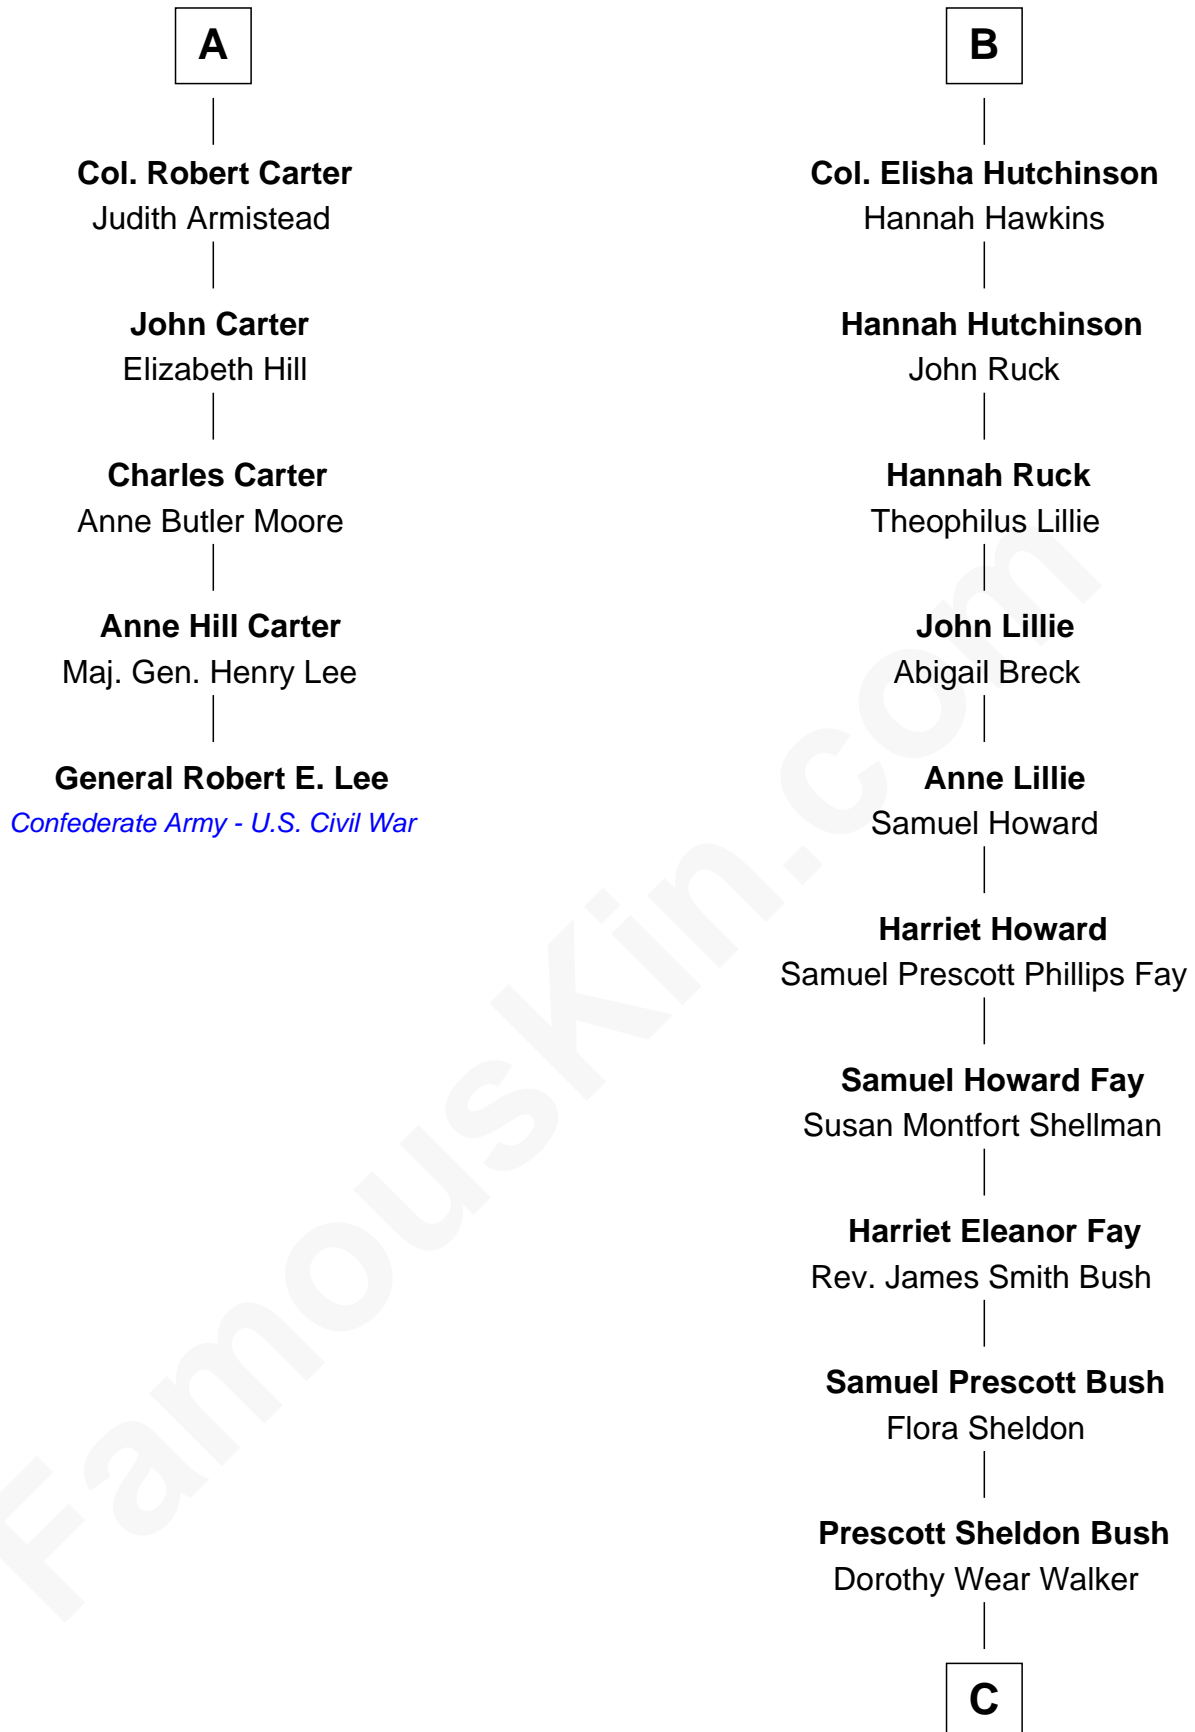 A
Col. Robert Carter
Judith Armistead
John Carter
Elizabeth Hill
Charles Carter
Anne Butler Moore
Anne Hill Carter
Maj. Gen. Henry Lee
General Robert E. Lee
Confederate Army - U.S. Civil War
B
Col. Elisha Hutchinson
Hannah Hawkins
Hannah Hutchinson
John Ruck
Hannah Ruck
Theophilus Lillie
John Lillie
Abigail Breck
Anne Lillie
Samuel Howard
Harriet Howard
Samuel Prescott Phillips Fay
Samuel Howard Fay
Susan Montfort Shellman
Harriet Eleanor Fay
Rev. James Smith Bush
Samuel Prescott Bush
Flora Sheldon
Prescott Sheldon Bush
Dorothy Wear Walker
C
FamousKin.com